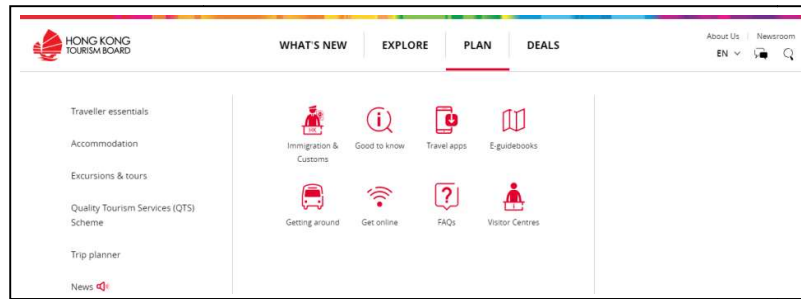 HONG KONG
TOURISM BOARD
WHAT'S NEW
EXPLORE
PLAN
DEALS
About Us
Newsroom
EN
Traveller essentials
Accommodation
Excursions & tours
Quality Tourism Services (QTS)
Scheme
Trip planner
News
HK
Immigration &
Customs
Good to know
Travel apps
E-guidebooks
Getting around
Get online
FAQs
Visitor Centres